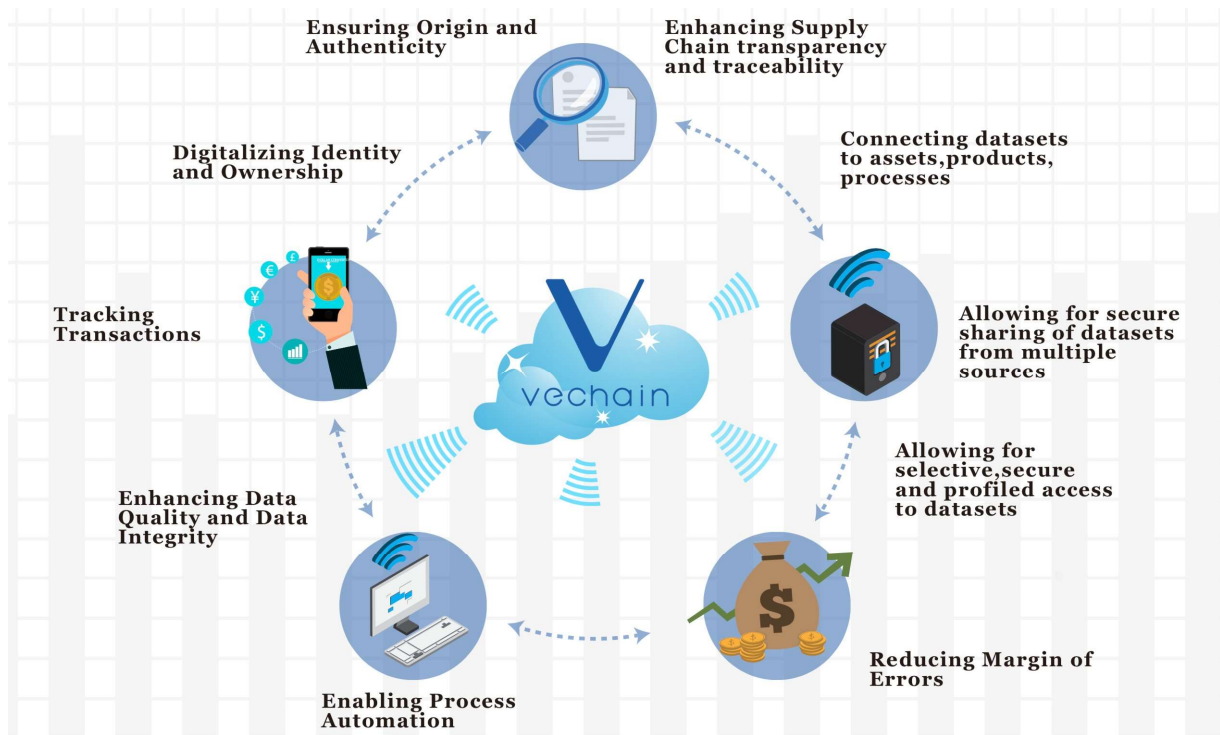 Ensuring Origin and
Authenticity
Enhancing Supply
Chain transparency
and traceability
Digitalizing Identity
and Ownership
Connecting datasets
to assets,products,
processes
Tracking
Transactions
vechain
Allowing for secure
sharing of datasets
from multiple
sources
Allowing for
selective,secure
and profiled access
to datasets
Enhancing Data
Quality and Data
Integrity
Enabling Process
Automation
Reducing Margin of
Errors